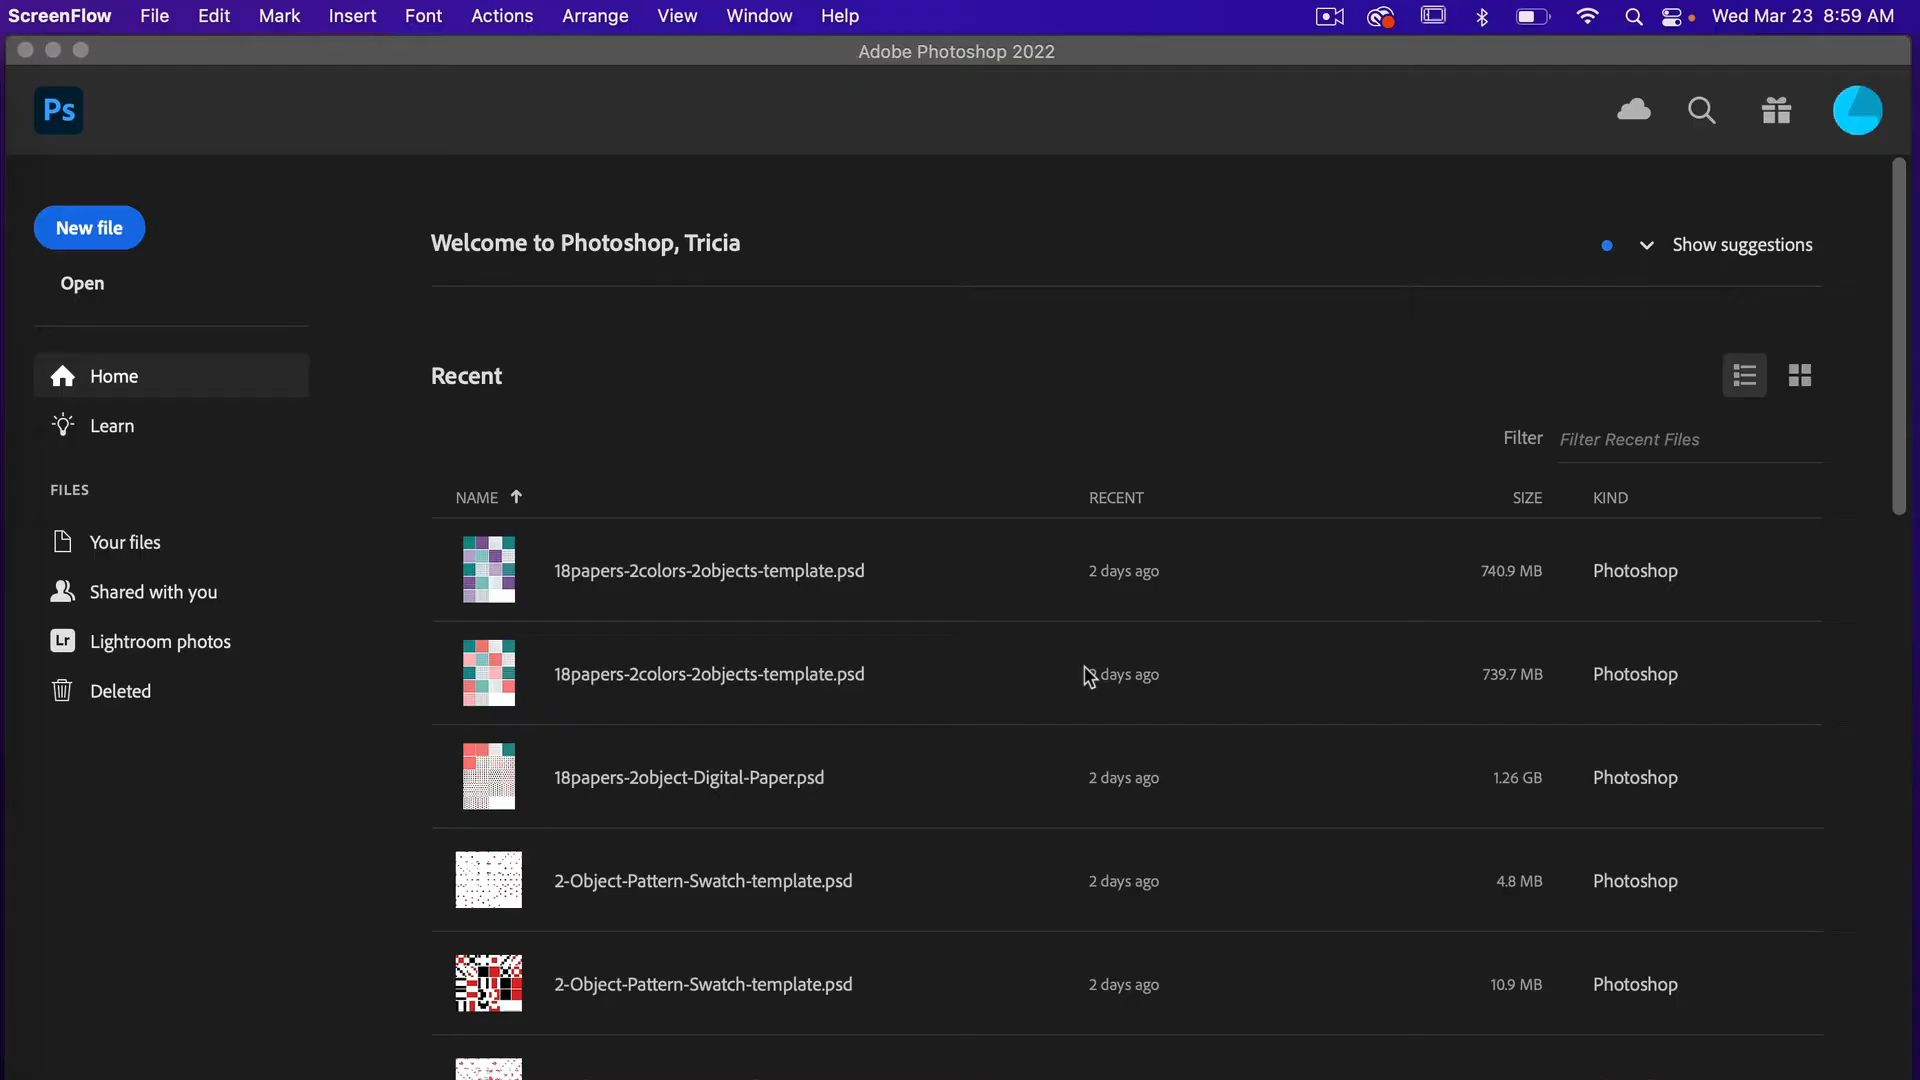 ScreenFlow File Edit Mark Insert Font Actions Arrange View Window Help Wed Mar 23 8:59 AM
Adobe Photoshop 2022
Ps
New file
Open
Home
Learn
FILES
Your files
Shared with you
Lr Lightroom photos
Deleted
Welcome to Photoshop, Tricia
Show suggestions
Recent
Filter Filter Recent Files
NAME RECENT SIZE KIND
18papers-2colors-2objects-template.psd 2 days ago 740.9 MB Photoshop
18papers-2colors-2objects-template.psd days ago 739.7 MB Photoshop
18papers-2object-Digital-Paper.psd 2 days ago 1.26 GB Photoshop
2-Object-Pattern-Swatch-template.psd 2 days ago 4.8 MB Photoshop
2-Object-Pattern-Swatch-template.psd 2 days ago 10.9 MB Photoshop